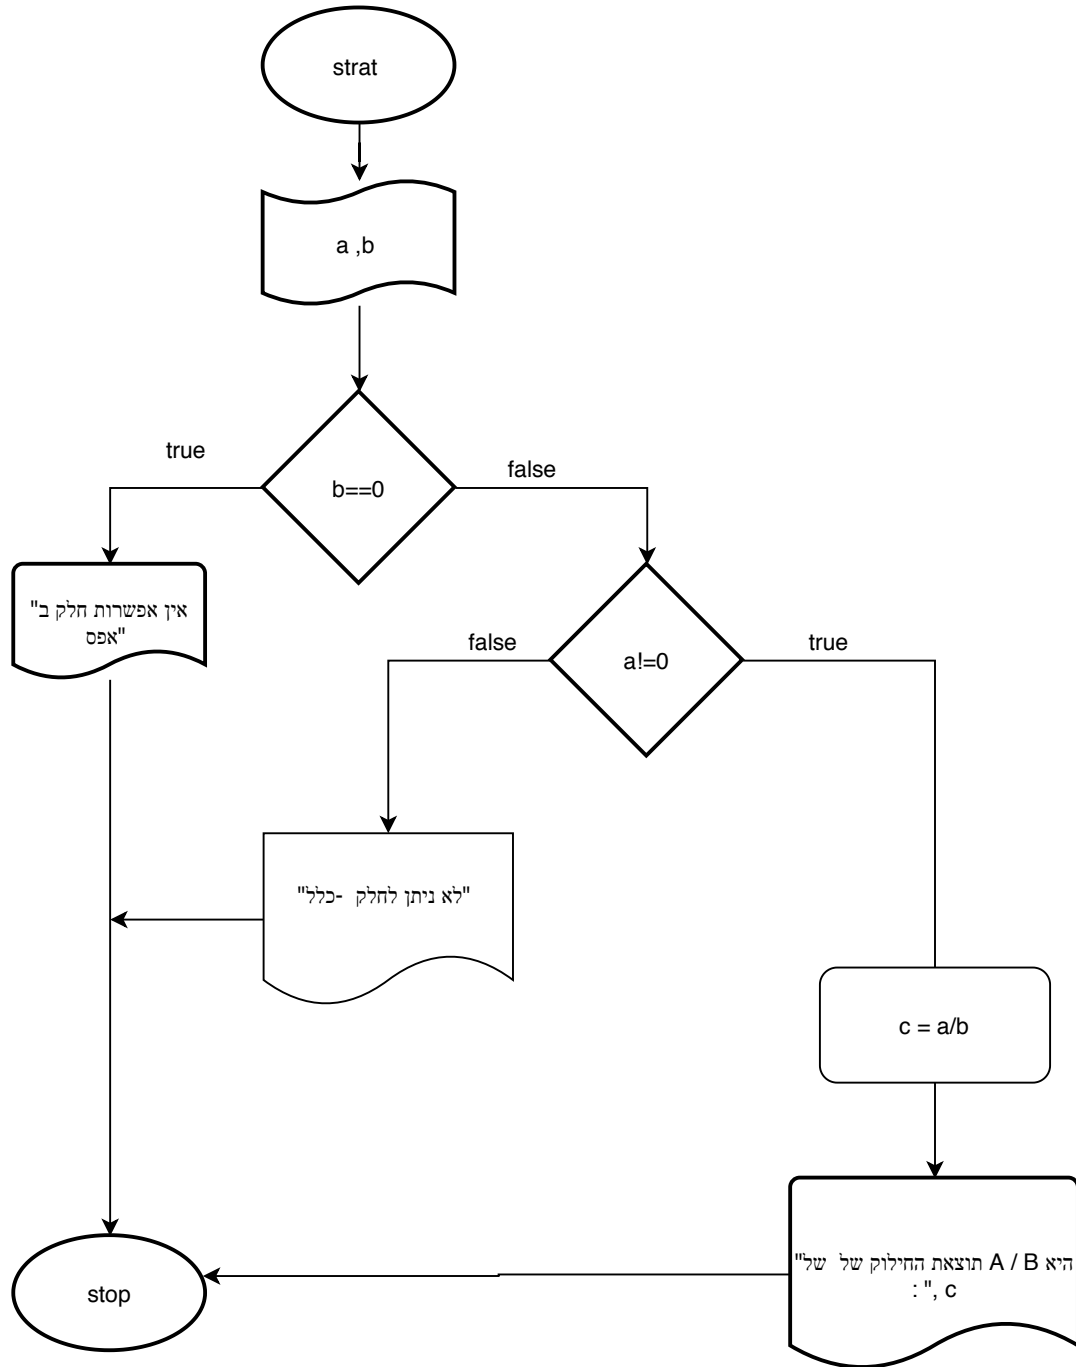 strat
a ,b
b==0
true
false
"אין אפשרות חלק ב
אפס"
a!=0
false
true
"לא ניתן לחלק -כלל"
c = a/b
"תוצאת החילוק של של A / B היא
: ", c
stop